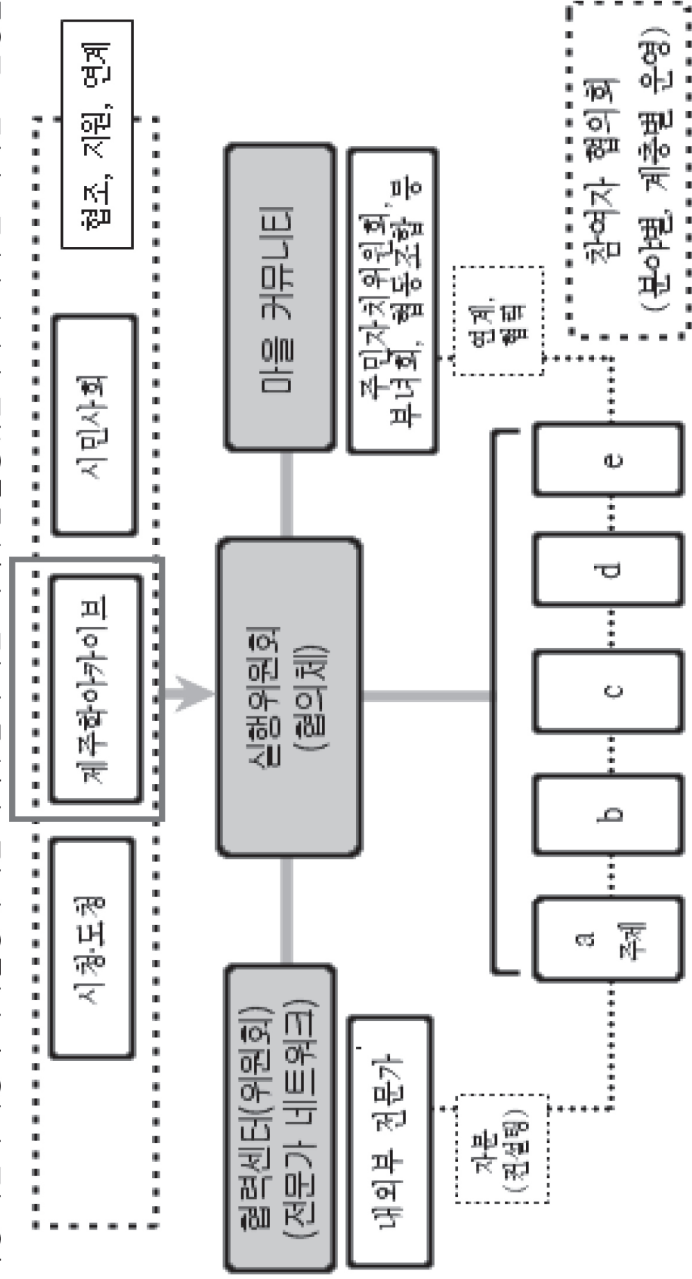 협조, 지원, 연계
시청·도청
제주학아카이브
시민사회
협력센터(위원회)
(전문가 네트워크)
실행위원회
(협의체)
마을 커뮤니티
내외부 전문가
주민자치위원회,
부녀회, 협동조합 등
자문
(컨설팅)
연계,
협력
a
주제
b
c
d
e
참여자 협의회
(분야별, 계층별 운영)